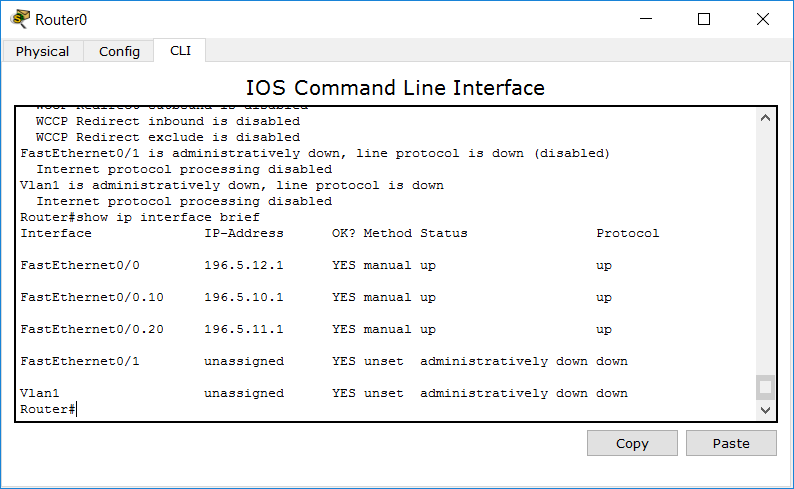 Router0
Physical Config CLI
IOS Command Line Interface
WCCP Redirect outbound is disabled
WCCP Redirect inbound is disabled
WCCP Redirect exclude is disabled
FastEthernet0/1 is administratively down, line protocol is down (disabled)
Internet protocol processing disabled
Vlan1 is administratively down, line protocol is down
Internet protocol processing disabled
Router#show ip interface brief
Interface IP-Address OK? Method Status Protocol
FastEthernet0/0 196.5.12.1 YES manual up up
FastEthernet0/0.10 196.5.10.1 YES manual up up
FastEthernet0/0.20 196.5.11.1 YES manual up up
FastEthernet0/1 unassigned YES unset administratively down down
Vlan1 unassigned YES unset administratively down down
Router#
Copy Paste